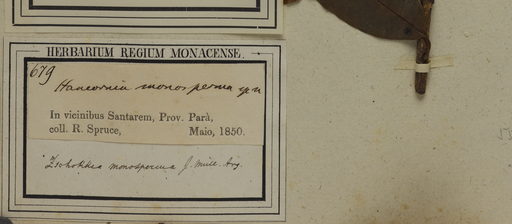 HERBARIUM REGIUM MONACENSE.
679
Hancornia monosperma sp n
In vicinibus Santarem, Prov. Parà,
coll. R. Spruce, Maio, 1850.
Zschokkea monosperma J. Müll. Arg.